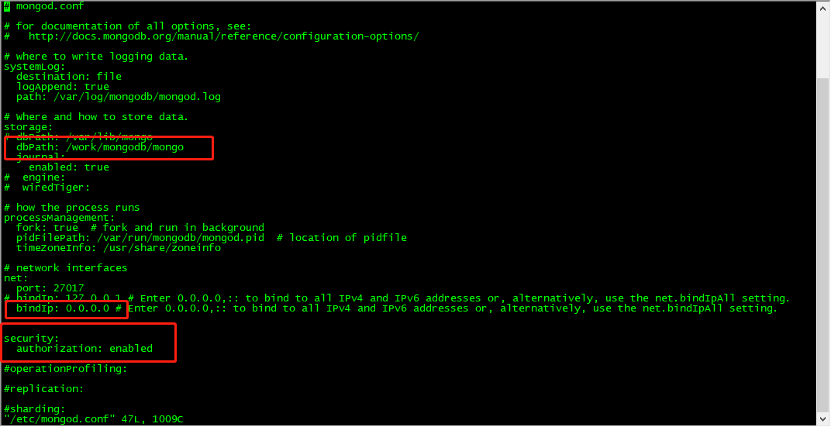 # mongod.conf
# for documentation of all options, see:
#   http://docs.mongodb.org/manual/reference/configuration-options/
# where to write logging data.
systemLog:
  destination: file
  logAppend: true
  path: /var/log/mongodb/mongod.log
# Where and how to store data.
storage:
# dbPath: /var/lib/mongo
  dbPath: /work/mongodb/mongo
  journal:
    enabled: true
#  engine:
#  wiredTiger:
# how the process runs
processManagement:
  fork: true  # fork and run in background
  pidFilePath: /var/run/mongodb/mongod.pid  # location of pidfile
  timeZoneInfo: /usr/share/zoneinfo
# network interfaces
net:
  port: 27017
# bindIp: 127.0.0.1 # Enter 0.0.0.0,:: to bind to all IPv4 and IPv6 addresses or, alternatively, use the net.bindIpAll setting.
  bindIp: 0.0.0.0 # Enter 0.0.0.0,:: to bind to all IPv4 and IPv6 addresses or, alternatively, use the net.bindIpAll setting.
security:
  authorization: enabled
#operationProfiling:
#replication:
#sharding:
"/etc/mongod.conf" 47L, 1009C